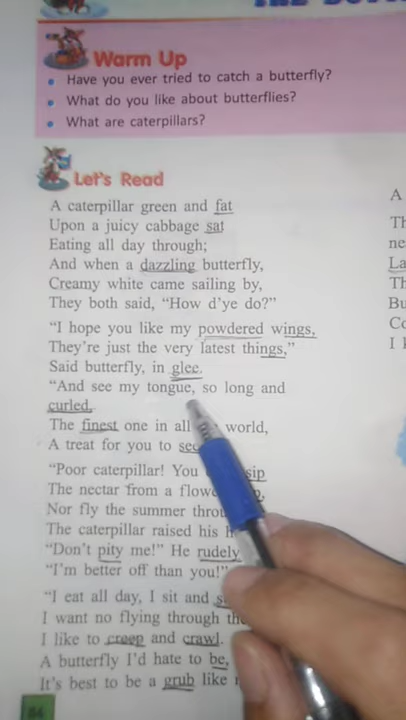 Warm Up
• Have you ever tried to catch a butterfly?
• What do you like about butterflies?
• What are caterpillars?
Let's Read
A caterpillar green and fat
Upon a juicy cabbage sat
Eating all day through;
And when a dazzling butterfly,
Creamy white came sailing by,
They both said, "How d'ye do?"
"I hope you like my powdered wings,
They're just the very latest things,"
Said butterfly, in glee.
"And see my tongue, so long and
curled,
The finest one in all world,
A treat for you to
"Poor caterpillar! You sip
The nectar from a
Nor fly the summer
The caterpillar raised his
"Don't pity me!" He rudely
"I'm better off than you!"
"I eat all day, I sit and
I want no flying through
I like to creep and crawl.
A butterfly I'd hate to be,
It's best to be a grub like
84
A